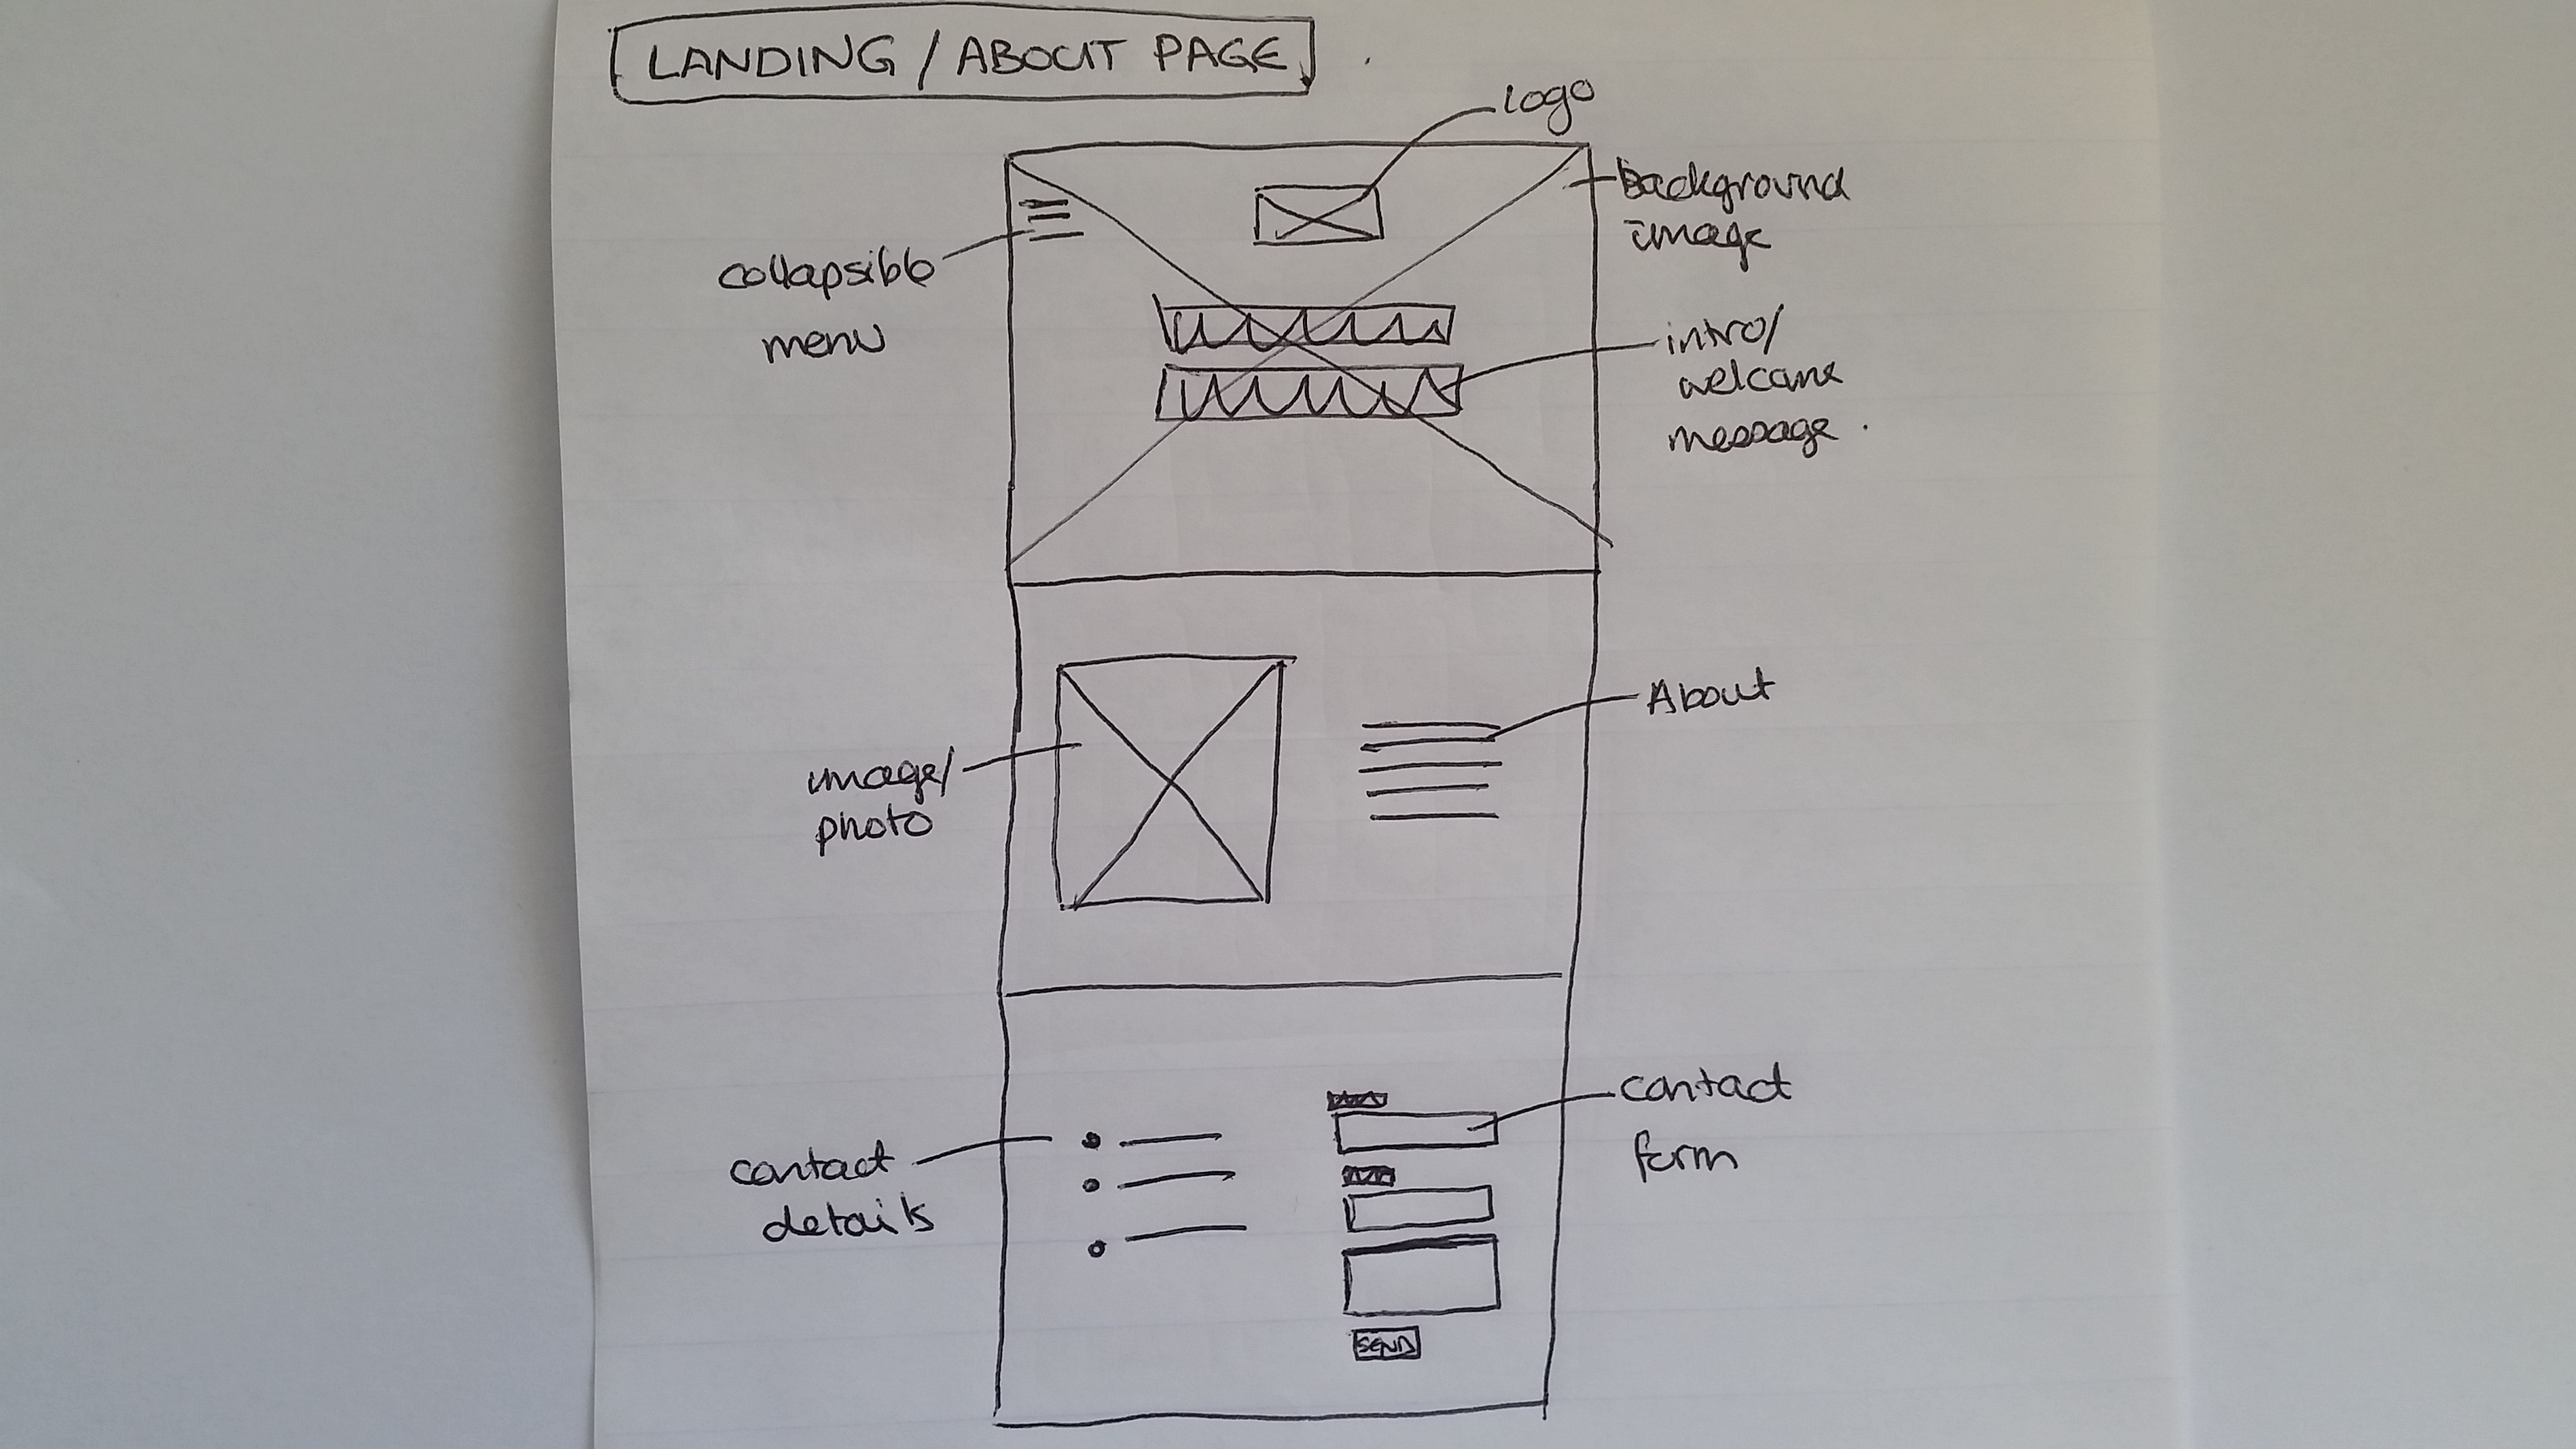 LANDING / ABOUT PAGE
logo
Background
image
collapsible
menu
intro/
welcome
message.
About
image/
photo
contact
form
contact
details
SEND